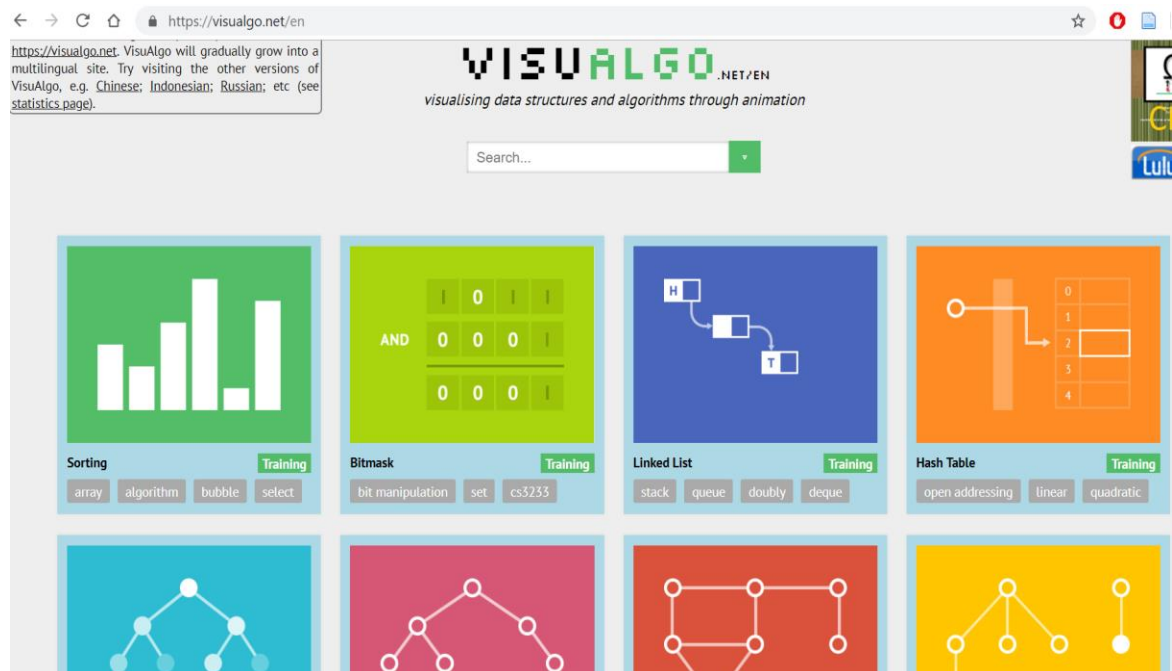 https://visualgo.net/en
https://visualgo.net. VisuAlgo will gradually grow into a
multilingual site. Try visiting the other versions of
VisuAlgo, e.g. Chinese; Indonesian; Russian; etc (see
statistics page).
VISUALGO.NET/EN
visualising data structures and algorithms through animation
Search...
Lulu
H
T
I 0 I I
AND 0 0 0 I
0 0 0 I
0
1
2
3
4
Sorting Training
array algorithm bubble select
Bitmask Training
bit manipulation set cs3233
Linked List Training
stack queue doubly deque
Hash Table Training
open addressing linear quadratic